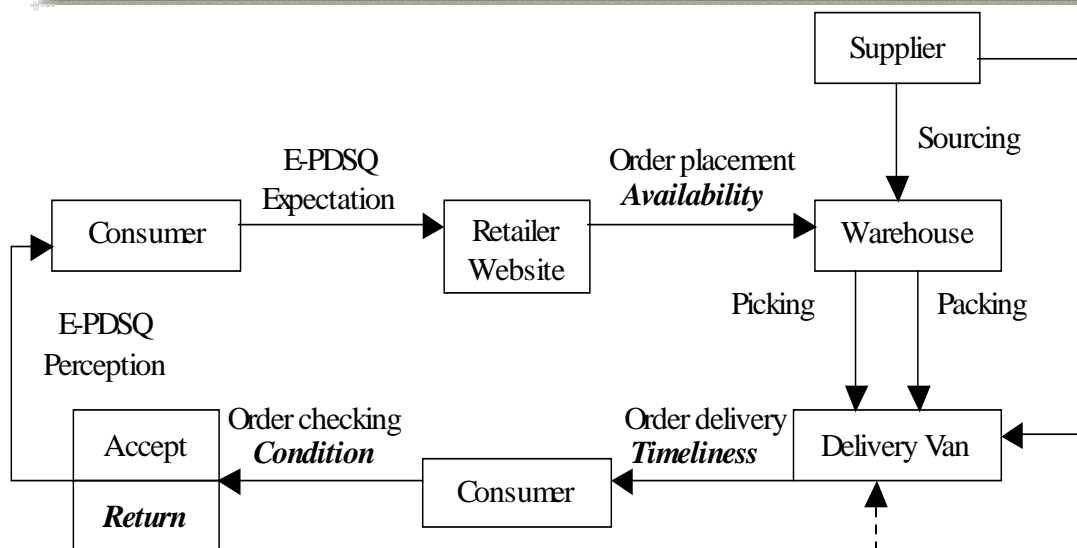 Supplier
Sourcing
E-PDSQ
Expectation
Order placement
Availability
Consumer
Retailer
Website
Warehouse
Picking
Packing
E-PDSQ
Perception
Order checking
Condition
Order delivery
Timeliness
Accept
Return
Consumer
Delivery Van